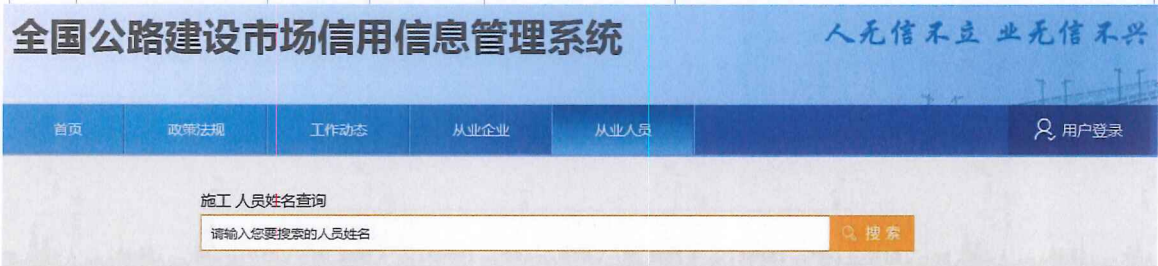 全国公路建设市场信用信息管理系统
人无信不立 业无信不兴
首页 政策法规 工作动态 从业企业 从业人员 用户登录
施工 人员姓名查询
请输入您要搜索的人员姓名 搜索